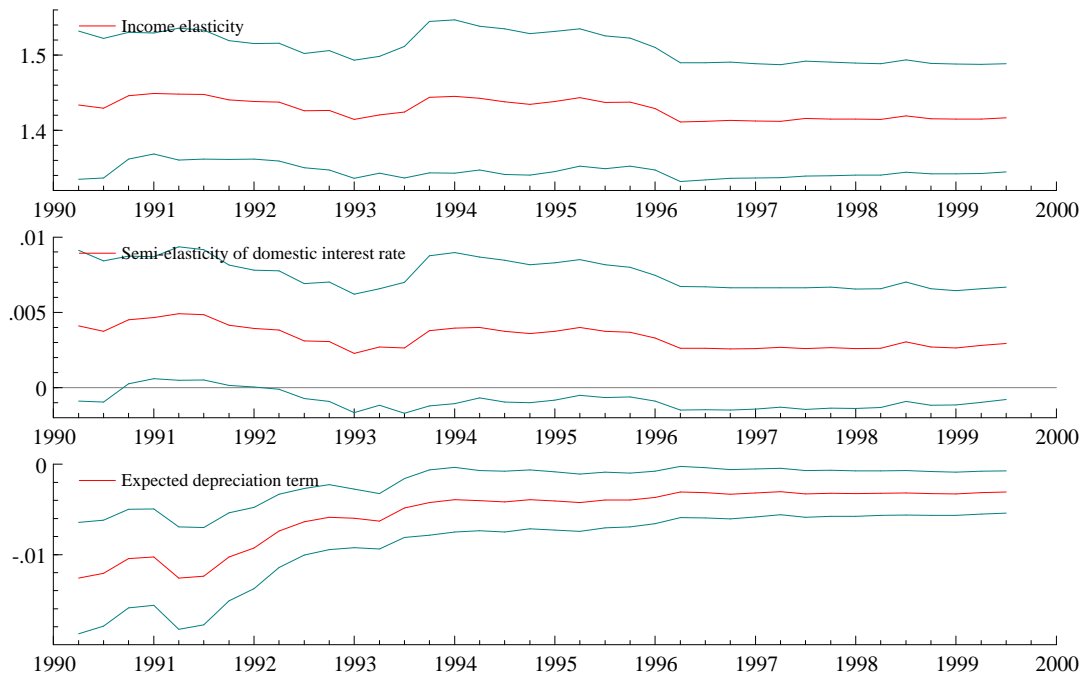 Income elasticity
1.5
1.4
1990 1991 1992 1993 1994 1995 1996 1997 1998 1999 2000
.01
Semi-elasticity of domestic interest rate
.005
0
1990 1991 1992 1993 1994 1995 1996 1997 1998 1999 2000
0
Expected depreciation term
-.01
1990 1991 1992 1993 1994 1995 1996 1997 1998 1999 2000